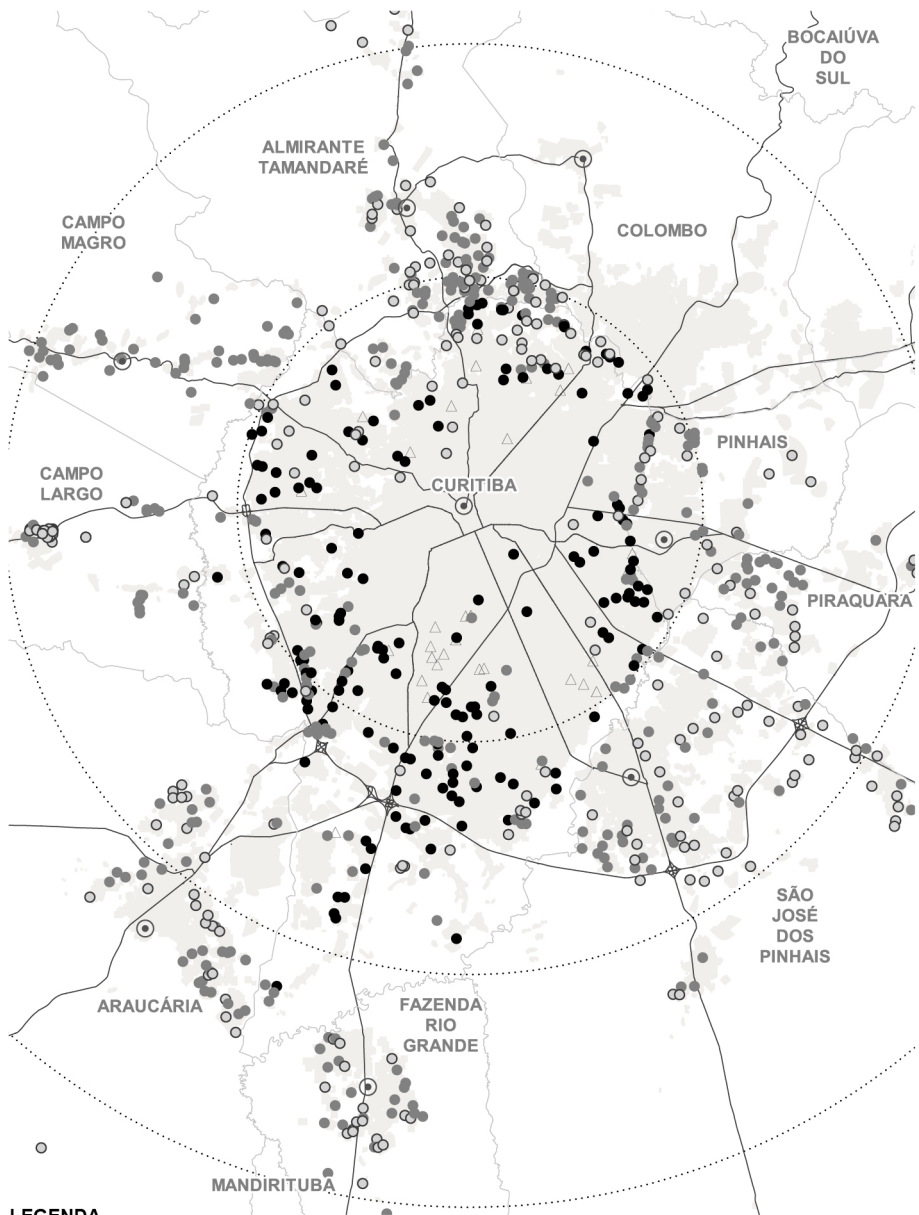 BOCAIÚVA
DO
SUL
ALMIRANTE
TAMANDARÉ
CAMPO
MAGRO
COLOMBO
PINHAIS
CAMPO
LARGO
CURITIBA
PIRAQUARA
SÃO
JOSÉ
DOS
PINHAIS
ARAUCÁRIA
FAZENDA
RIO
GRANDE
MANDIRITUBA
LEGENDA